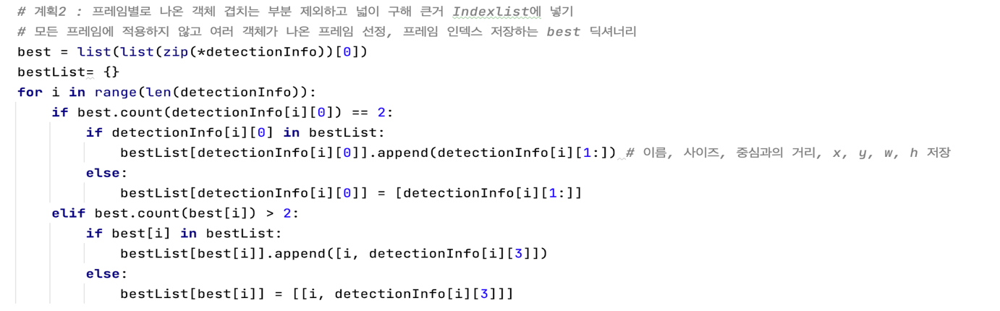 # 계획2 : 프레임별로 나온 객체 겹치는 부분 제외하고 넓이 구해 큰거 Indexlist에 넣기
# 모든 프레임에 적용하지 않고 여러 객체가 나온 프레임 선정, 프레임 인덱스 저장하는 best 딕셔너리
best = list(list(zip(*detectionInfo))[0])
bestList= {}
for i in range(len(detectionInfo)):
    if best.count(detectionInfo[i][0]) == 2:
        if detectionInfo[i][0] in bestList:
            bestList[detectionInfo[i][0]].append(detectionInfo[i][1:]) # 이름, 사이즈, 중심과의 거리, x, y, w, h 저장
        else:
            bestList[detectionInfo[i][0]] = [detectionInfo[i][1:]]
    elif best.count(best[i]) > 2:
        if best[i] in bestList:
            bestList[best[i]].append([i, detectionInfo[i][3]])
        else:
            bestList[best[i]] = [[i, detectionInfo[i][3]]]